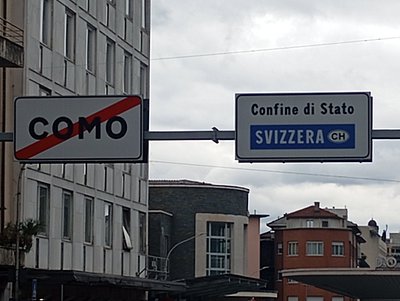 COMO
Confine di Stato
SVIZZERA CH